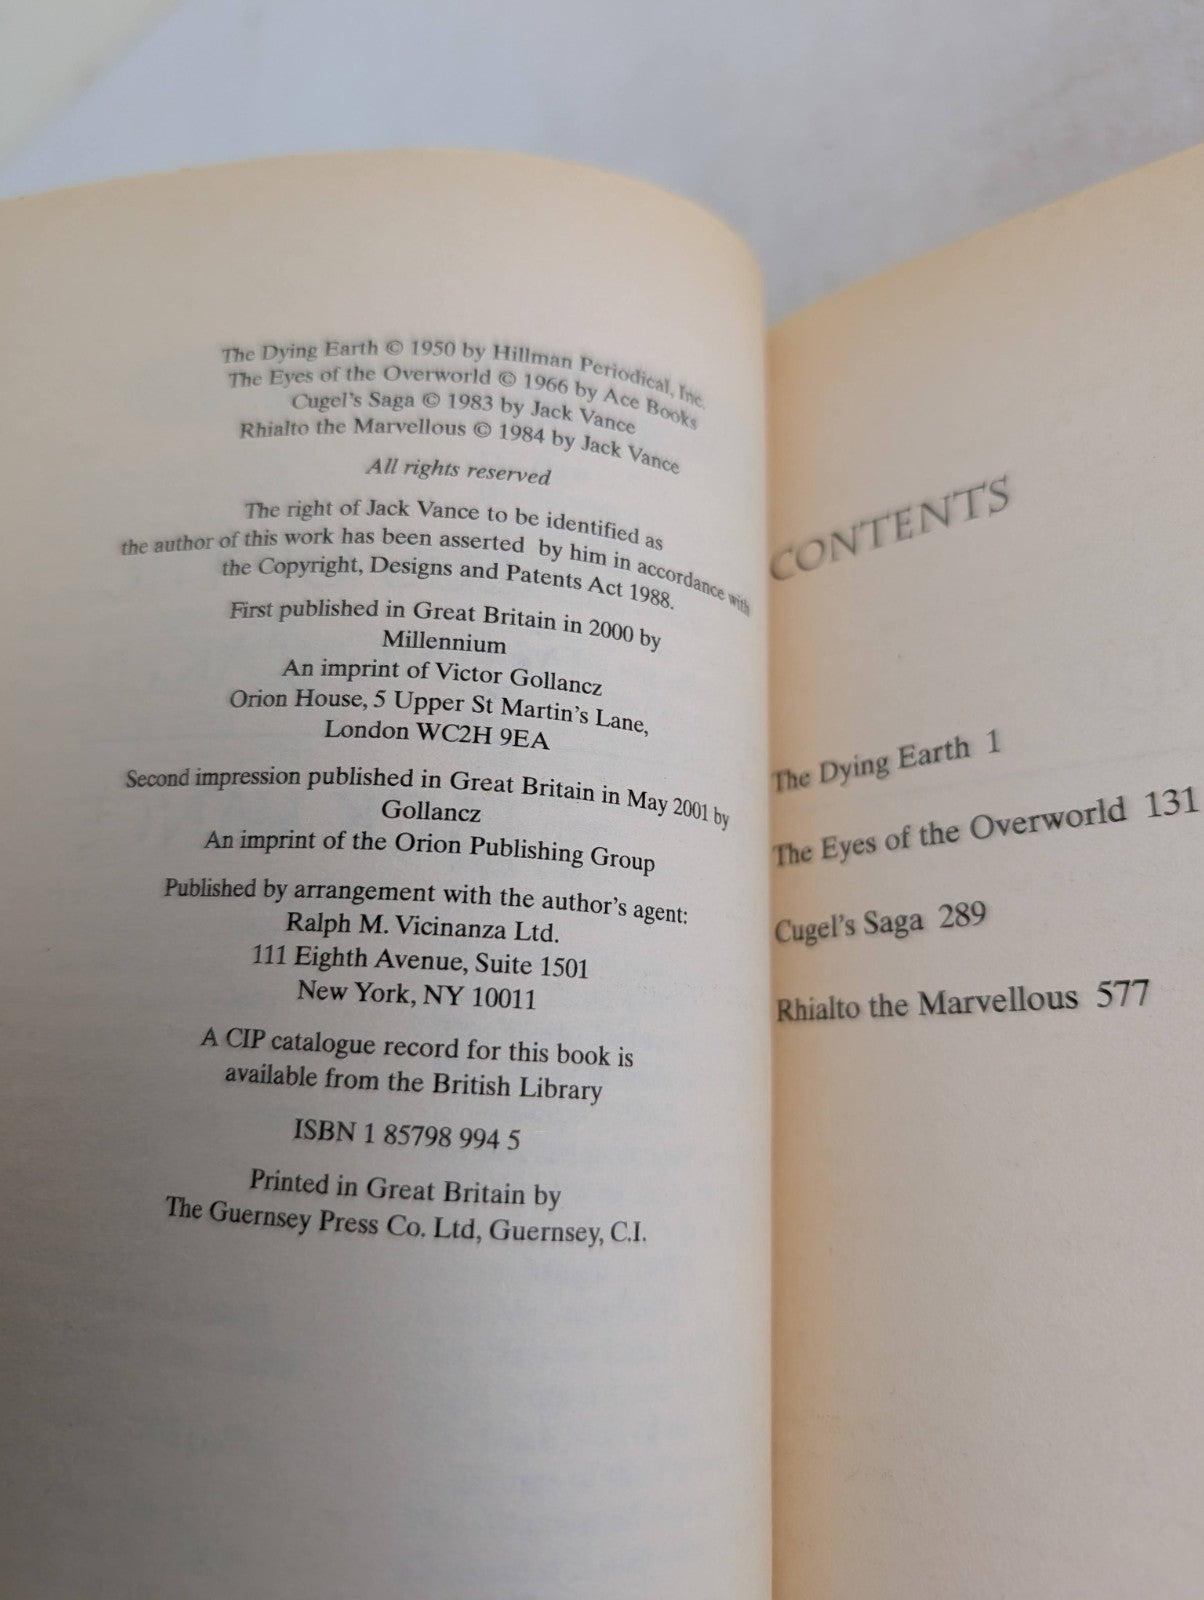 The Dying Earth © 1950 by Hillman Periodical, Inc.
The Eyes of the Overworld © 1966 by Ace Books
Cugel's Saga © 1983 by Jack Vance
Rhialto the Marvellous © 1984 by Jack Vance
All rights reserved
The right of Jack Vance to be identified as
the author of this work has been asserted by him in accordance with
the Copyright, Designs and Patents Act 1988.
First published in Great Britain in 2000 by
Millennium
An imprint of Victor Gollancz
Orion House, 5 Upper St Martin's Lane,
London WC2H 9EA
Second impression published in Great Britain in May 2001 by
Gollancz
An imprint of the Orion Publishing Group
Published by arrangement with the author's agent:
Ralph M. Vicinanza Ltd.
111 Eighth Avenue, Suite 1501
New York, NY 10011
A CIP catalogue record for this book is
available from the British Library
ISBN 1 85798 994 5
Printed in Great Britain by
The Guernsey Press Co. Ltd, Guernsey, C.I.
CONTENTS
The Dying Earth 1
The Eyes of the Overworld 131
Cugel's Saga 289
Rhialto the Marvellous 577